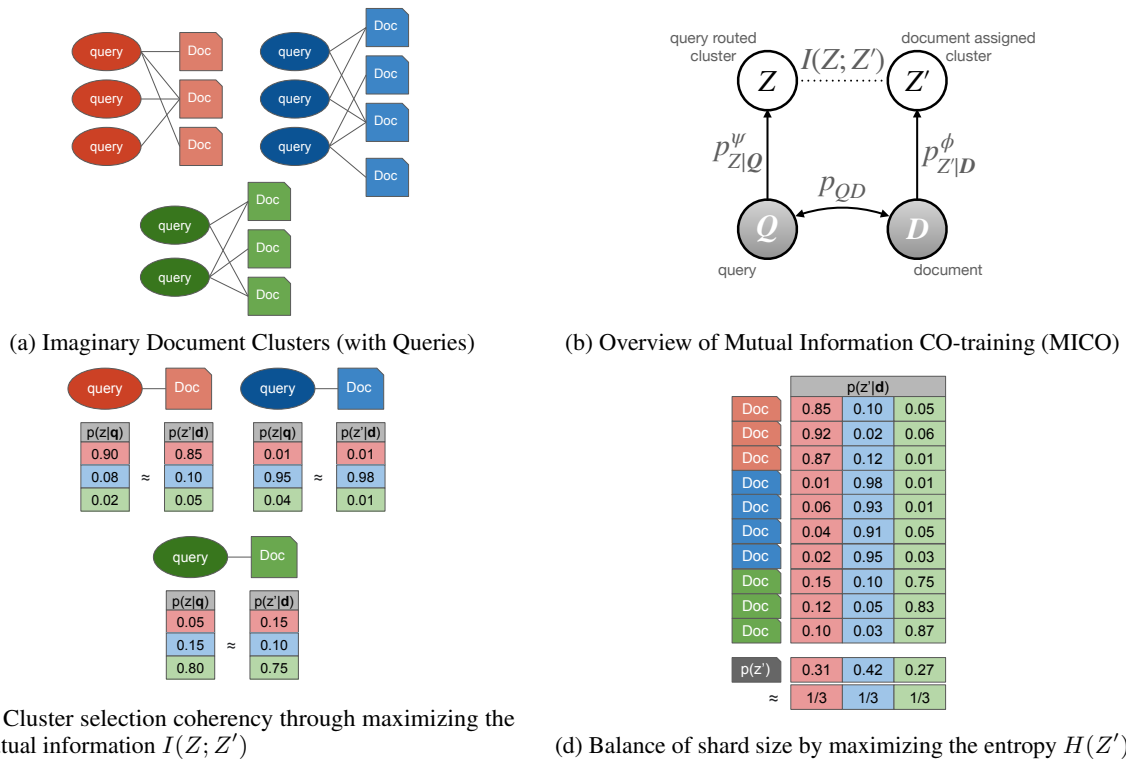 query
Doc
query
Doc
query
Doc
query
Doc
query
Doc
query
Doc
Doc
query
Doc
query
Doc
Doc
(a) Imaginary Document Clusters (with Queries)
query routed
cluster
document assigned
cluster
Z
I(Z; Z′)
Z′
p^ψ_{Z|Q}
p^ϕ_{Z′|D}
p_{QD}
Q
D
query
document
(b) Overview of Mutual Information CO-training (MICO)
query
Doc
query
Doc
p(z|q) p(z'|d) p(z|q) p(z'|d)
0.90 0.85 0.01 0.01
0.08 ≈ 0.10 0.95 ≈ 0.98
0.02 0.05 0.04 0.01
query
Doc
p(z|q) p(z'|d)
0.05 0.15
0.15 ≈ 0.10
0.80 0.75
Cluster selection coherency through maximizing the
tual information I(Z; Z′)
p(z'|d)
Doc 0.85 0.10 0.05
Doc 0.92 0.02 0.06
Doc 0.87 0.12 0.01
Doc 0.01 0.98 0.01
Doc 0.06 0.93 0.01
Doc 0.04 0.91 0.05
Doc 0.02 0.95 0.03
Doc 0.15 0.10 0.75
Doc 0.12 0.05 0.83
Doc 0.10 0.03 0.87
p(z') 0.31 0.42 0.27
≈ 1/3 1/3 1/3
(d) Balance of shard size by maximizing the entropy H(Z′)